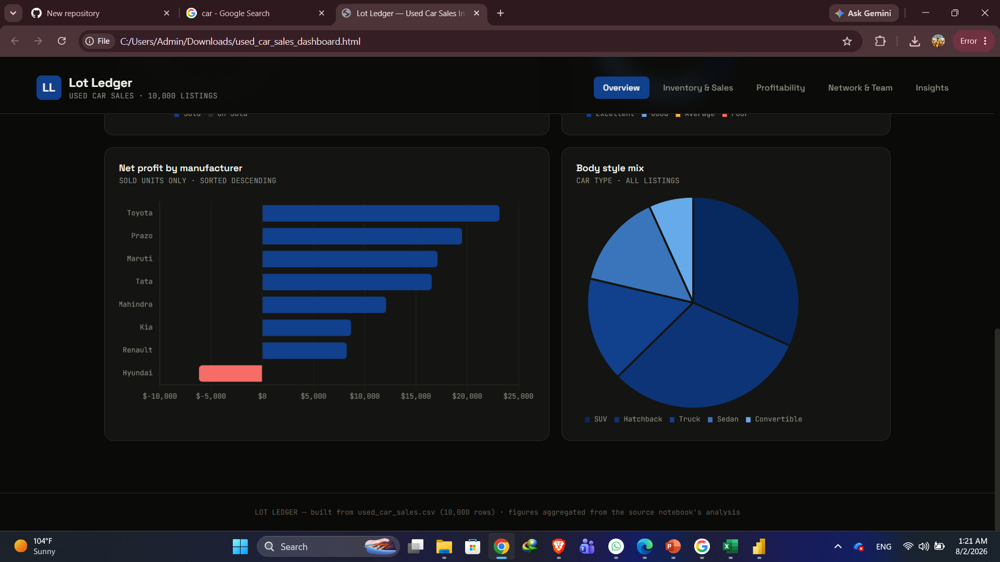 New repository
car - Google Search
Lot Ledger — Used Car Sales In
Ask Gemini
File
C:/Users/Admin/Downloads/used_car_sales_dashboard.html
Error
LL
Lot Ledger
USED CAR SALES · 10,000 LISTINGS
Overview
Inventory & Sales
Profitability
Network & Team
Insights
Sold
Un Sold
Excellent
Good
Average
Poor
Net profit by manufacturer
SOLD UNITS ONLY · SORTED DESCENDING
Toyota
Prazo
Maruti
Tata
Mahindra
Kia
Renault
Hyundai
$-10,000
$-5,000
$0
$5,000
$10,000
$15,000
$20,000
$25,000
Body style mix
CAR TYPE · ALL LISTINGS
SUV
Hatchback
Truck
Sedan
Convertible
LOT LEDGER — built from used_car_sales.csv (10,000 rows) · figures aggregated from the source notebook's analysis
104°F
Sunny
Search
ENG
1:21 AM
8/2/2026